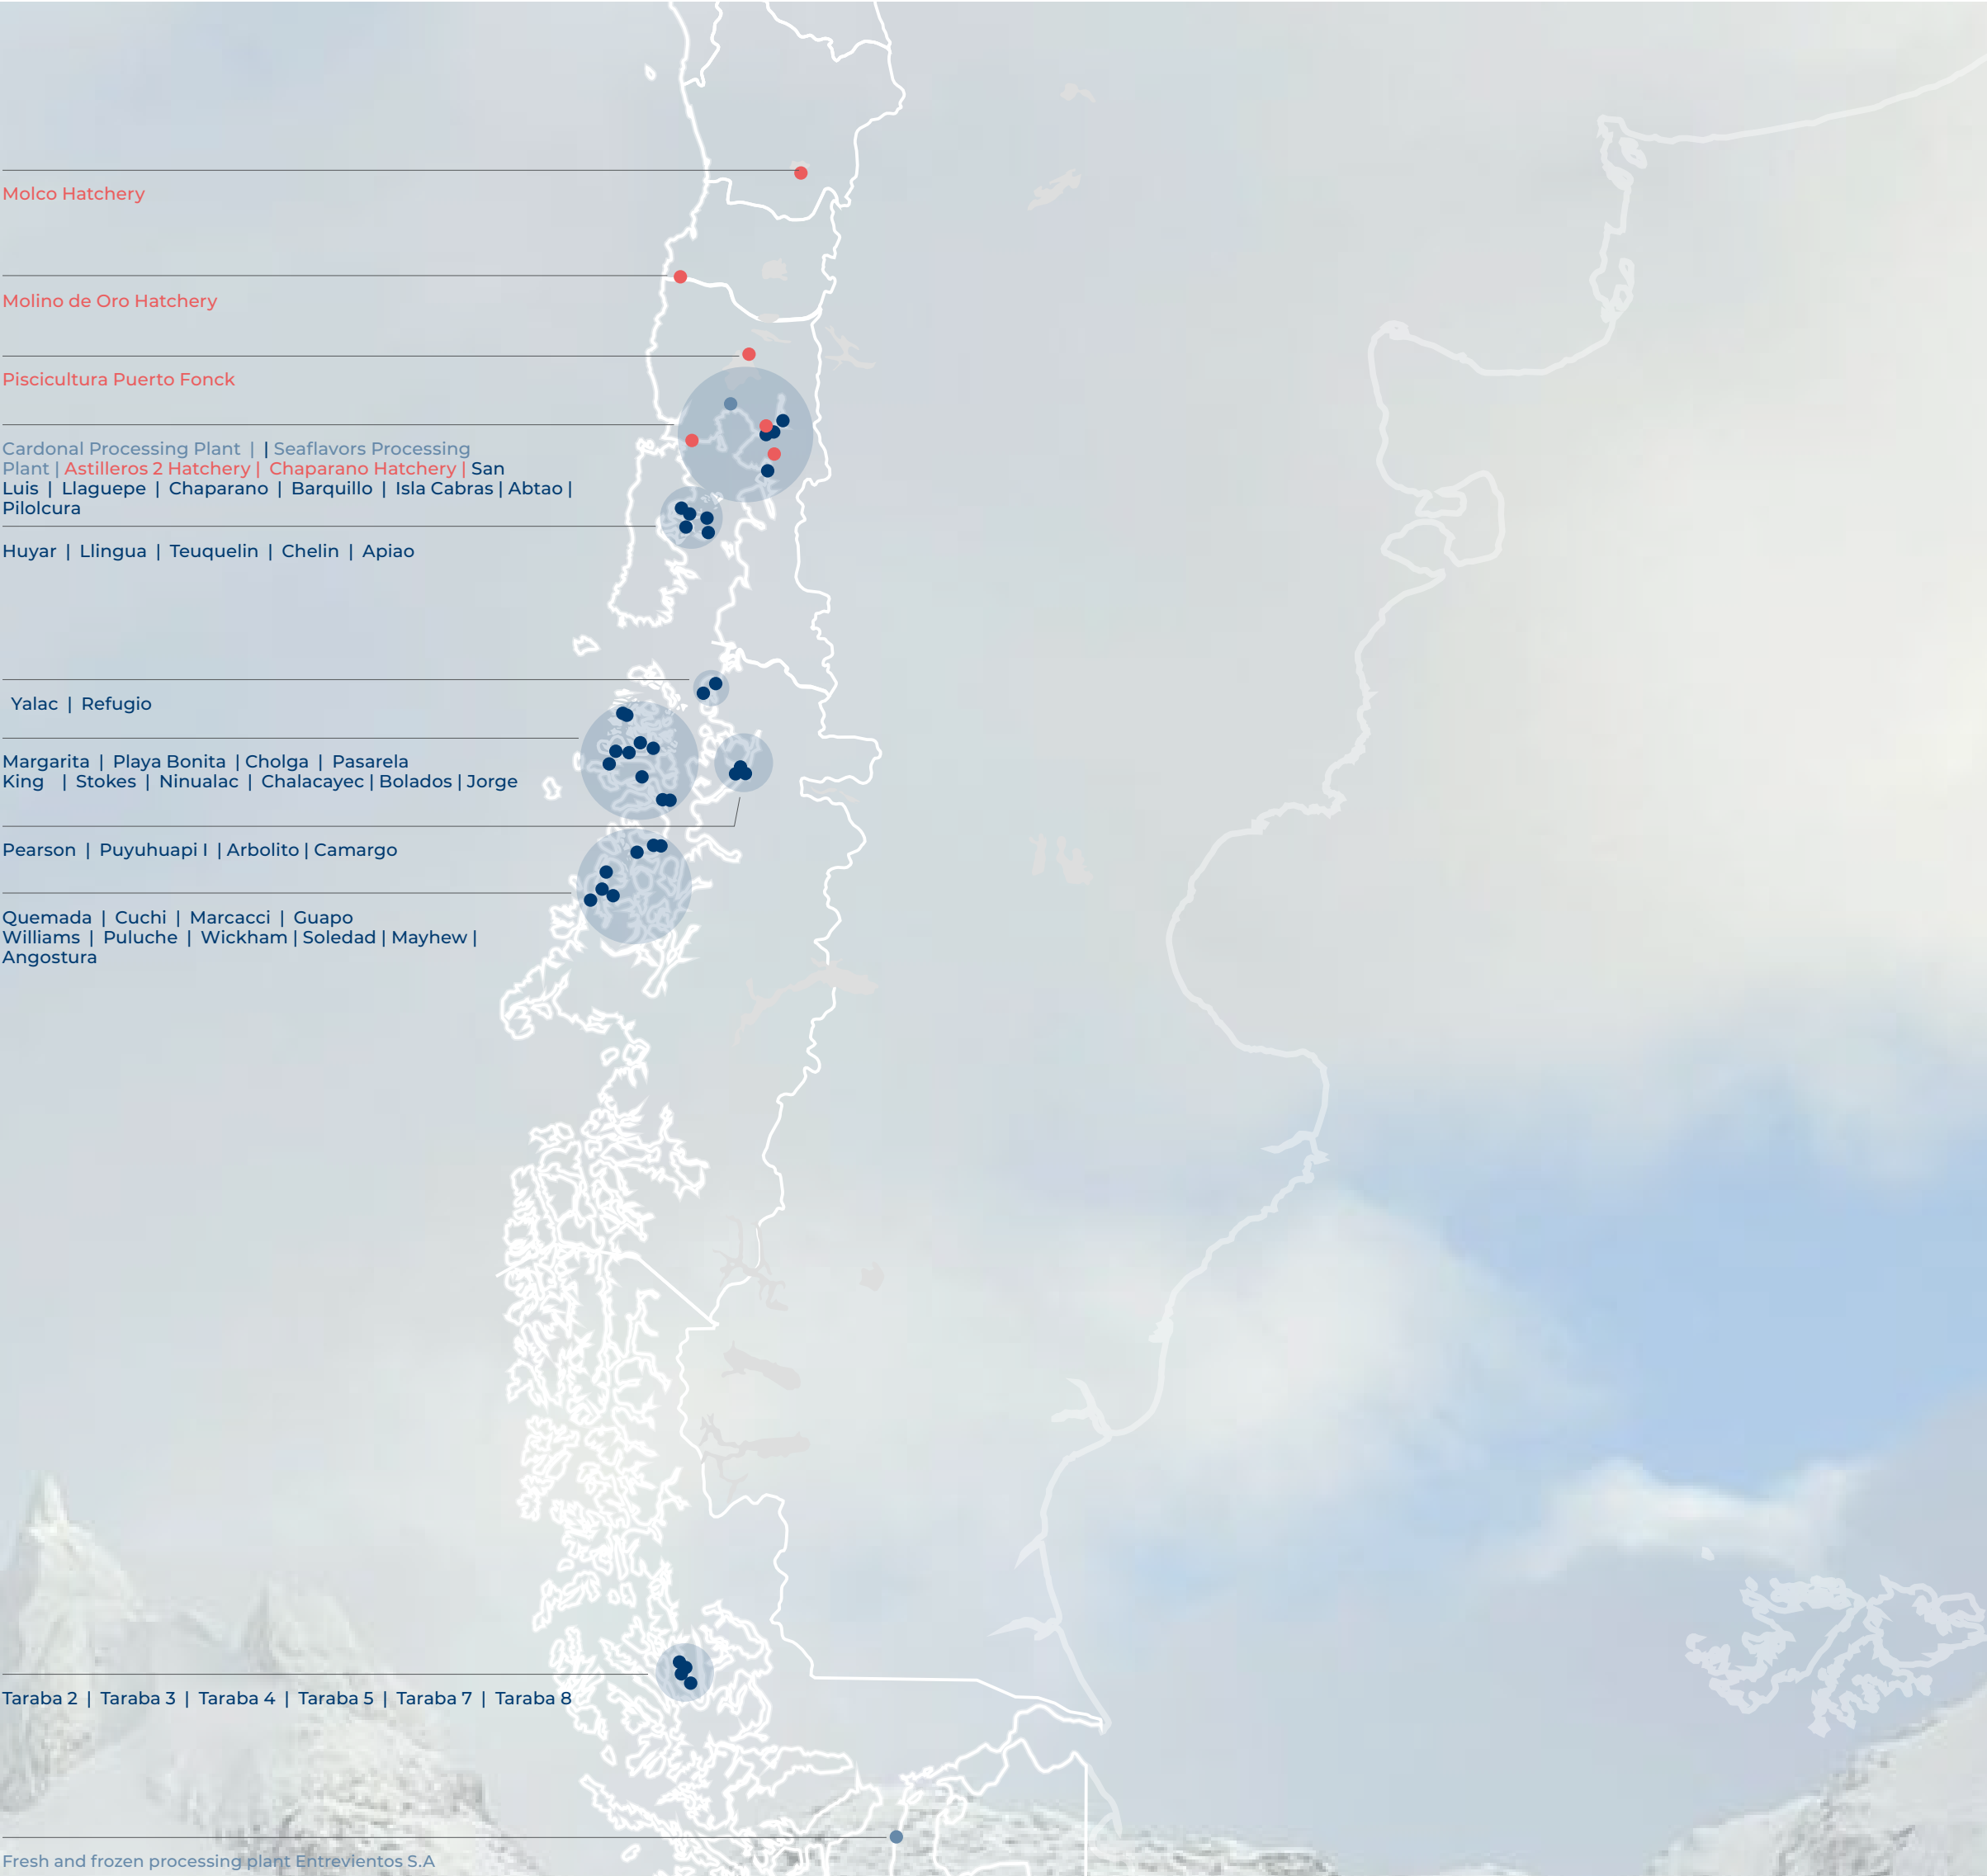 Molco Hatchery
Molino de Oro Hatchery
Piscicultura Puerto Fonck
Cardonal Processing Plant | | Seaflavors Processing
Plant | Astilleros 2 Hatchery | Chaparano Hatchery | San
Luis | Llaguepe | Chaparano | Barquillo | Isla Cabras | Abtao |
Pilolcura
Huyar | Llingua | Teuquelin | Chelin | Apiao
Yalac | Refugio
Margarita | Playa Bonita | Cholga | Pasarela
King | Stokes | Ninualac | Chalacayec | Bolados | Jorge
Pearson | Puyuhuapi I | Arbolito | Camargo
Quemada | Cuchi | Marcacci | Guapo
Williams | Puluche | Wickham | Soledad | Mayhew |
Angostura
Taraba 2 | Taraba 3 | Taraba 4 | Taraba 5 | Taraba 7 | Taraba 8
Fresh and frozen processing plant Entrevientos S.A